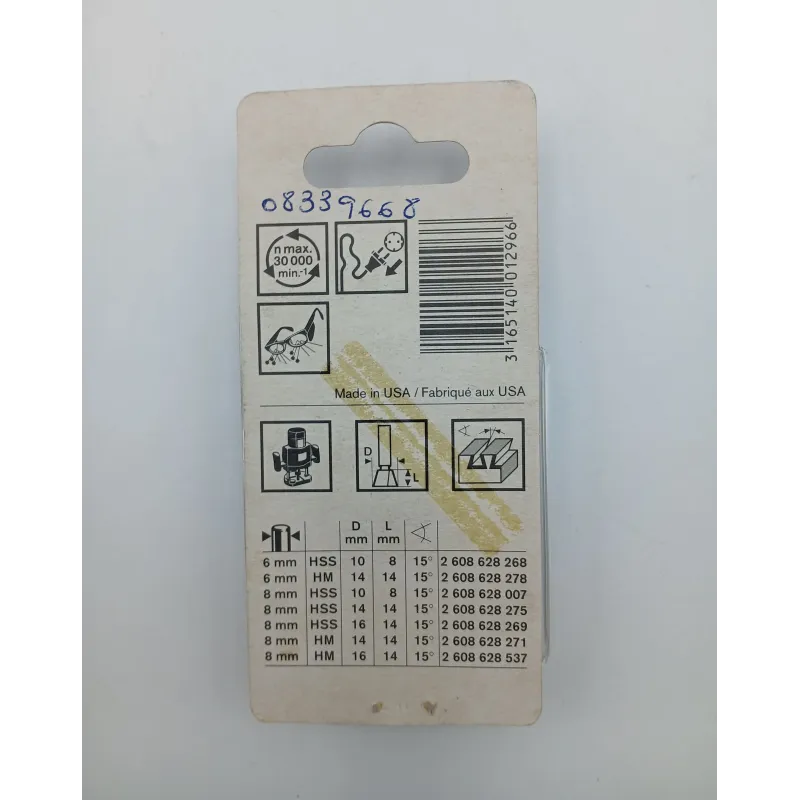 08339668
n max.
30 000
min.-1
3 165140 012966
Made in USA / Fabriqué aux USA
D
L
D mm L mm
6 mm HSS 10 8 15° 2 608 628 268
6 mm HM 14 14 15° 2 608 628 278
8 mm HSS 10 8 15° 2 608 628 007
8 mm HSS 14 14 15° 2 608 628 275
8 mm HSS 16 14 15° 2 608 628 269
8 mm HM 14 14 15° 2 608 628 271
8 mm HM 16 14 15° 2 608 628 537